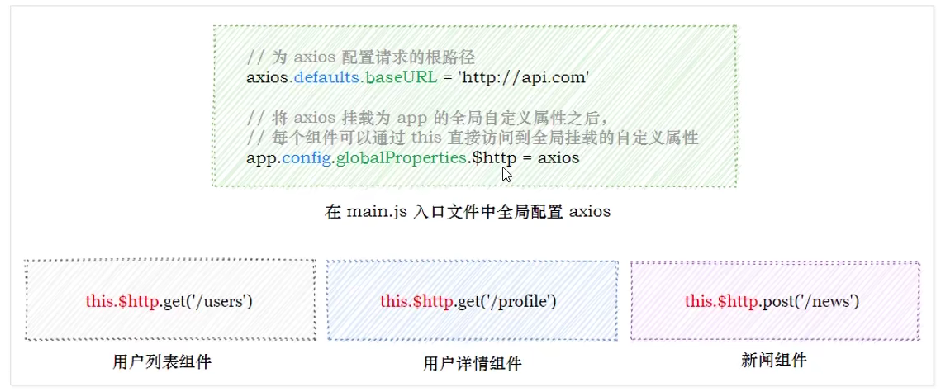 // 为 axios 配置请求的根路径
axios.defaults.baseURL = 'http://api.com'
// 将 axios 挂载为 app 的全局自定义属性之后，
// 每个组件可以通过 this 直接访问到全局挂载的自定义属性
app.config.globalProperties.$http = axios
在 main.js 入口文件中全局配置 axios
this.$http.get('/users')
this.$http.get('/profile')
this.$http.post('/news')
用户列表组件
用户详情组件
新闻组件